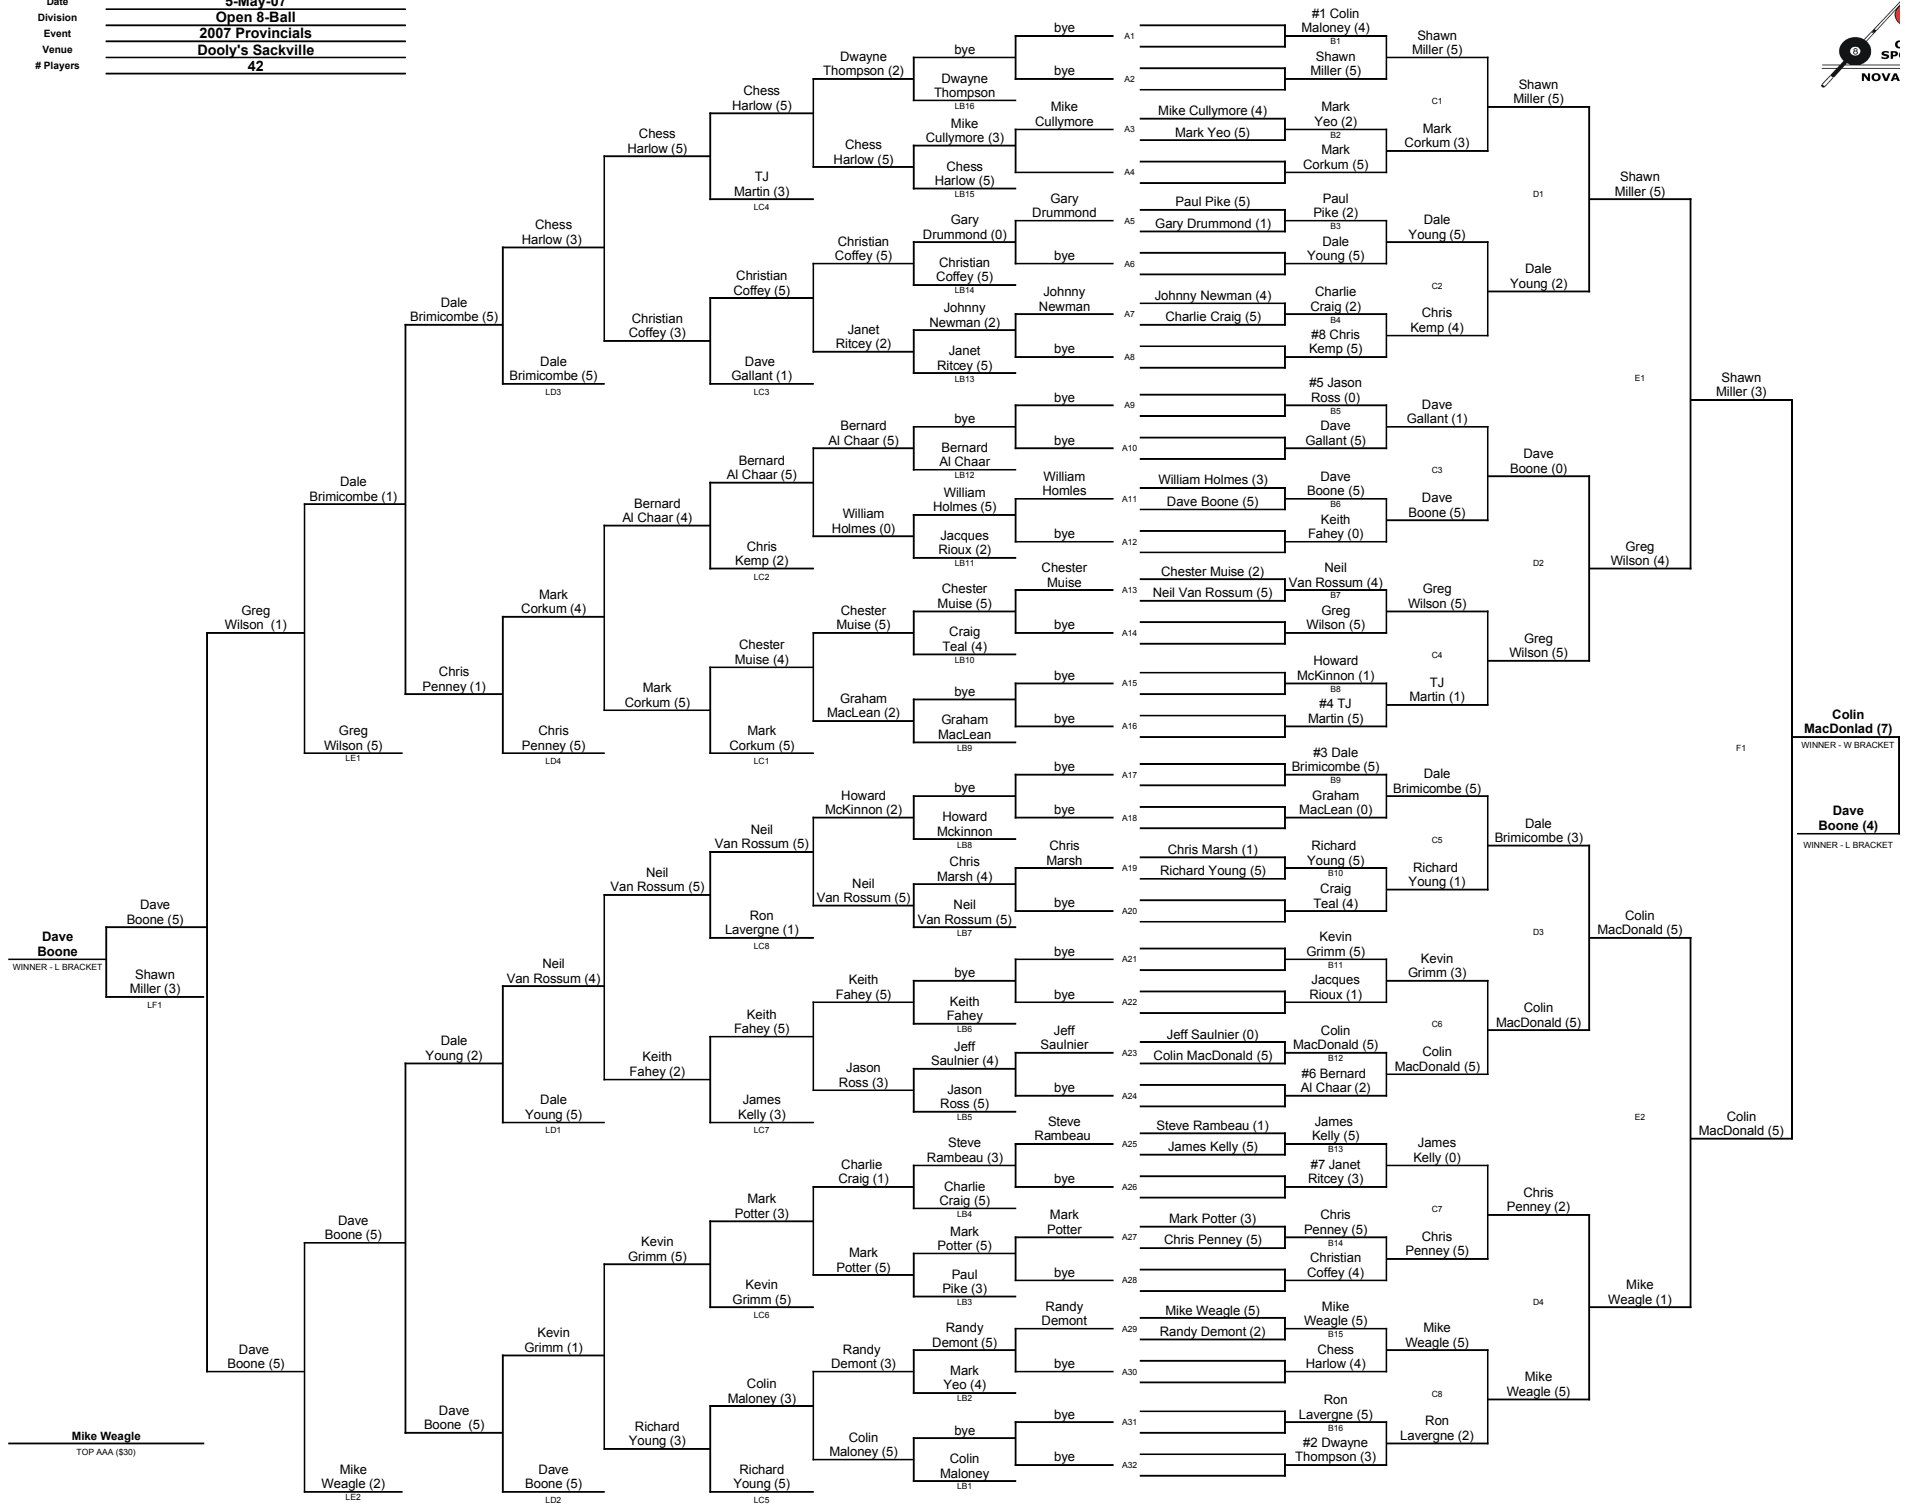 Date 5-May-07
Division Open 8-Ball
Event 2007 Provincials
Venue Dooly's Sackville
# Players 42
NOVA
8
SP
Dave
Boone
WINNER - L BRACKET
Dave
Boone (5)
Shawn
Miller (3)
LF1
Greg
Wilson (1)
Dave
Boone (5)
Mike Weagle
TOP AAA ($30)
Dale
Brimicombe (1)
Greg
Wilson (5)
LE1
Dave
Boone (5)
Mike
Weagle (2)
LE2
Dale
Brimicombe (5)
Chris
Penney (1)
Dale
Young (2)
Dave
Boone (5)
Chess
Harlow (3)
Dale
Brimicombe (5)
LD3
Mark
Corkum (4)
Chris
Penney (5)
LD4
Neil
Van Rossum (4)
Dale
Young (5)
LD1
Kevin
Grimm (1)
Dave
Boone (5)
LD2
Chess
Harlow (5)
Christian
Coffey (3)
Bernard
Al Chaar (4)
Mark
Corkum (5)
Neil
Van Rossum (5)
Keith
Fahey (2)
Kevin
Grimm (5)
Richard
Young (3)
Chess
Harlow (5)
TJ
Martin (3)
LC4
Christian
Coffey (5)
Dave
Gallant (1)
LC3
Bernard
Al Chaar (5)
Chris
Kemp (2)
LC2
Chester
Muise (4)
Mark
Corkum (5)
LC1
Neil
Van Rossum (5)
Ron
Lavergne (1)
LC8
Keith
Fahey (5)
James
Kelly (3)
LC7
Mark
Potter (3)
Kevin
Grimm (5)
LC6
Colin
Maloney (3)
Richard
Young (5)
LC5
Dwayne
Thompson (2)
Chess
Harlow (5)
Christian
Coffey (5)
Janet
Ritcey (2)
Bernard
Al Chaar (5)
William
Holmes (0)
Chester
Muise (5)
Graham
MacLean (2)
Howard
McKinnon (2)
Neil
Van Rossum (5)
Keith
Fahey (5)
Jason
Ross (3)
Charlie
Craig (1)
Mark
Potter (5)
Randy
Demont (3)
Colin
Maloney (5)
bye
Dwayne
Thompson
LB16
Mike
Cullymore (3)
Chess
Harlow (5)
LB15
Gary
Drummond (0)
Christian
Coffey (5)
LB14
Johnny
Newman (2)
Janet
Ritcey (5)
LB13
bye
Bernard
Al Chaar
LB12
William
Holmes (5)
Jacques
Rioux (2)
LB11
Chester
Muise (5)
Craig
Teal (4)
LB10
bye
Graham
MacLean
LB9
bye
Howard
Mckinnon
LB8
Chris
Marsh (4)
Neil
Van Rossum (5)
LB7
bye
Keith
Fahey
LB6
Jeff
Saulnier (4)
Jason
Ross (5)
LB5
Steve
Rambeau (3)
Charlie
Craig (5)
LB4
Mark
Potter (5)
Paul
Pike (3)
LB3
Randy
Demont (5)
Mark
Yeo (4)
LB2
bye
Colin
Maloney
LB1
bye
bye
Mike
Cullymore
Gary
Drummond
bye
Johnny
Newman
bye
bye
bye
William
Homles
bye
Chester
Muise
bye
bye
bye
bye
bye
Chris
Marsh
bye
bye
bye
Jeff
Saulnier
bye
Steve
Rambeau
bye
Mark
Potter
bye
Randy
Demont
bye
bye
bye
A1
A2
A3
A4
A5
A6
A7
A8
A9
A10
A11
A12
A13
A14
A15
A16
A17
A18
A19
A20
A21
A22
A23
A24
A25
A26
A27
A28
A29
A30
A31
A32
Mike Cullymore (4)
Mark Yeo (5)
Paul Pike (5)
Gary Drummond (1)
Johnny Newman (4)
Charlie Craig (5)
William Holmes (3)
Dave Boone (5)
Chester Muise (2)
Neil Van Rossum (5)
Chris Marsh (1)
Richard Young (5)
Jeff Saulnier (0)
Colin MacDonald (5)
Steve Rambeau (1)
James Kelly (5)
Mark Potter (3)
Chris Penney (5)
Mike Weagle (5)
Randy Demont (2)
#1 Colin
Maloney (4)
B1
Shawn
Miller (5)
Mark
Yeo (2)
B2
Mark
Corkum (5)
Paul
Pike (2)
B3
Dale
Young (5)
Charlie
Craig (2)
B4
#8 Chris
Kemp (5)
#5 Jason
Ross (0)
B5
Dave
Gallant (5)
Dave
Boone (5)
B6
Keith
Fahey (0)
Neil
Van Rossum (4)
B7
Greg
Wilson (5)
Howard
McKinnon (1)
B8
#4 TJ
Martin (5)
#3 Dale
Brimicombe (5)
B9
Graham
MacLean (0)
Richard
Young (5)
B10
Craig
Teal (4)
Kevin
Grimm (5)
B11
Jacques
Rioux (1)
Colin
MacDonald (5)
B12
#6 Bernard
Al Chaar (2)
James
Kelly (5)
B13
#7 Janet
Ritcey (3)
Chris
Penney (5)
B14
Christian
Coffey (4)
Mike
Weagle (5)
B15
Chess
Harlow (4)
Ron
Lavergne (5)
B16
#2 Dwayne
Thompson (3)
Shawn
Miller (5)
C1
Mark
Corkum (3)
Dale
Young (5)
C2
Chris
Kemp (4)
Dave
Gallant (1)
C3
Dave
Boone (5)
Greg
Wilson (5)
C4
TJ
Martin (1)
Dale
Brimicombe (5)
C5
Richard
Young (1)
Kevin
Grimm (3)
C6
Colin
MacDonald (5)
James
Kelly (0)
C7
Chris
Penney (5)
Mike
Weagle (5)
C8
Ron
Lavergne (2)
Shawn
Miller (5)
D1
Dale
Young (2)
Dave
Boone (0)
D2
Greg
Wilson (5)
Dale
Brimicombe (3)
D3
Colin
MacDonald (5)
Chris
Penney (2)
D4
Mike
Weagle (5)
Shawn
Miller (5)
E1
Greg
Wilson (4)
Colin
MacDonald (5)
E2
Mike
Weagle (1)
Shawn
Miller (3)
F1
Colin
MacDonald (5)
Colin
MacDonlad (7)
WINNER - W BRACKET
Dave
Boone (4)
WINNER - L BRACKET